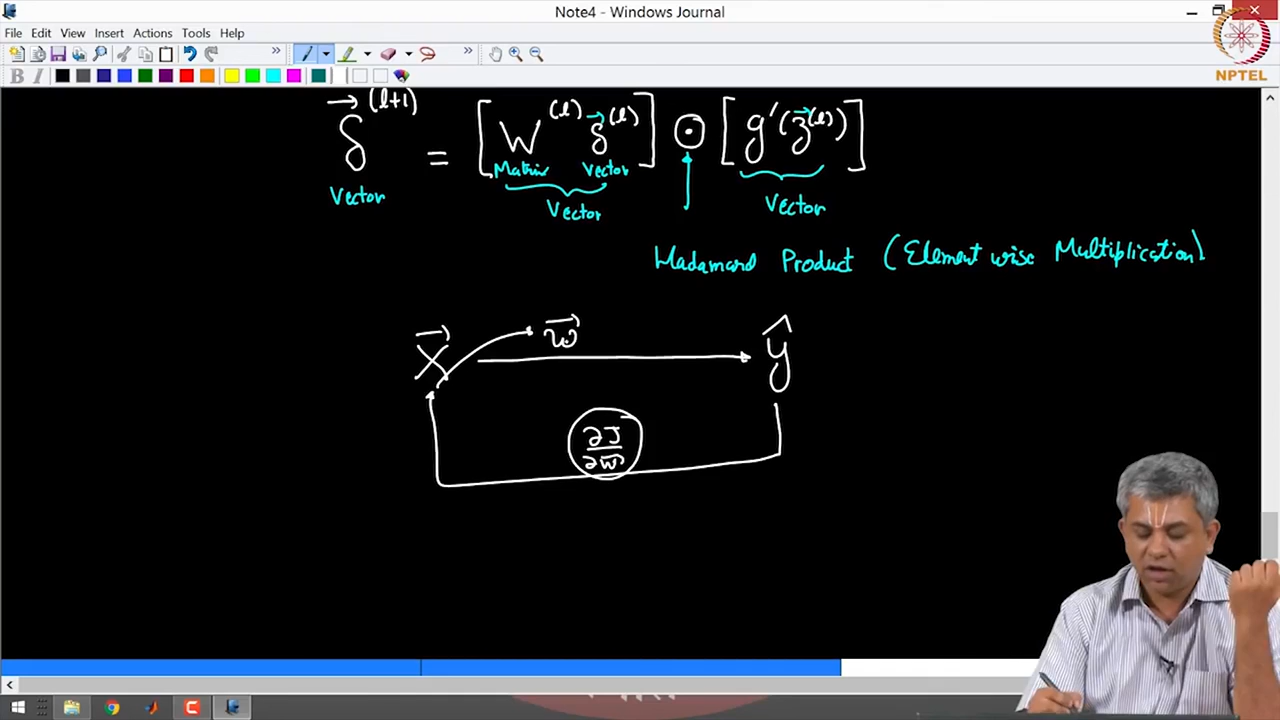 Note4 - Windows Journal
File Edit View Insert Actions Tools Help
NPTEL
δ⃗^(l+1) = [W^(l) δ⃗^(l)] ⊙ [g'(z⃗^(l))]
Matrix Vector
Vector Vector Vector
Hadamard Product (Element wise Multiplication)
x⃗ w⃗ ŷ
∂J/∂w⃗